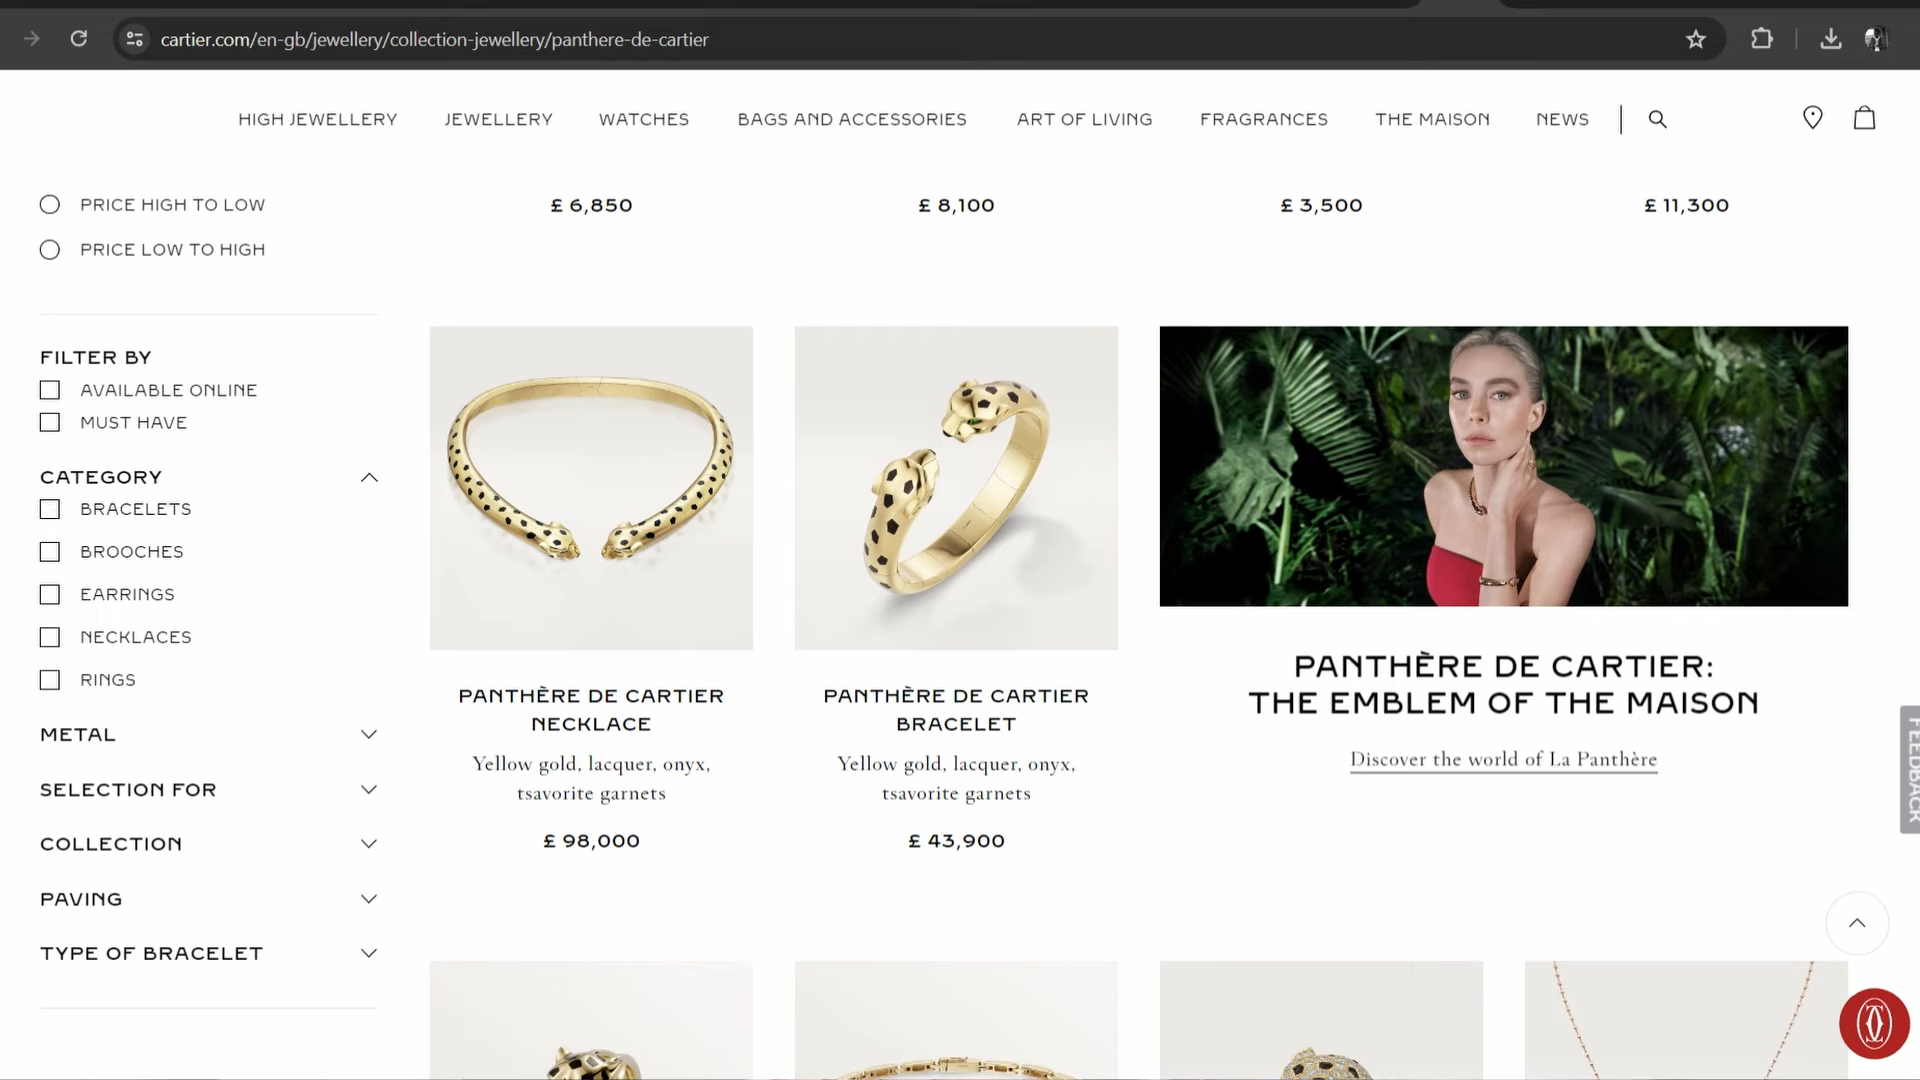 cartier.com/en-gb/jewellery/collection-jewellery/panthere-de-cartier
HIGH JEWELLERY
JEWELLERY
WATCHES
BAGS AND ACCESSORIES
ART OF LIVING
FRAGRANCES
THE MAISON
NEWS
PRICE HIGH TO LOW
PRICE LOW TO HIGH
£ 6,850
£ 8,100
£ 3,500
£ 11,300
FILTER BY
AVAILABLE ONLINE
MUST HAVE
CATEGORY
BRACELETS
BROOCHES
EARRINGS
NECKLACES
RINGS
METAL
SELECTION FOR
COLLECTION
PAVING
TYPE OF BRACELET
PANTHÈRE DE CARTIER
NECKLACE
Yellow gold, lacquer, onyx,
tsavorite garnets
£ 98,000
PANTHÈRE DE CARTIER
BRACELET
Yellow gold, lacquer, onyx,
tsavorite garnets
£ 43,900
PANTHÈRE DE CARTIER:
THE EMBLEM OF THE MAISON
Discover the world of La Panthère
FEEDBACK